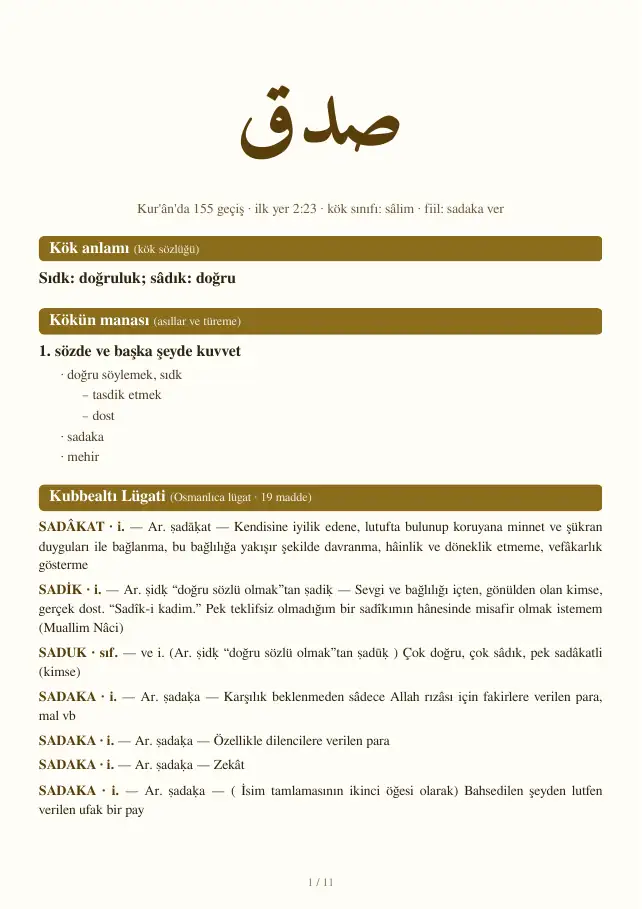 صدق
Kur'ân'da 155 geçiş · ilk yer 2:23 · kök sınıfı: sâlim · fiil: sadaka ver
Kök anlamı (kök sözlüğü)
Sıdk: doğruluk; sâdık: doğru
Kökün manası (asıllar ve türeme)
1. sözde ve başka şeyde kuvvet
· doğru söylemek, sıdk
– tasdik etmek
– dost
· sadaka
· mehir
Kubbealtı Lügati (Osmanlıca lügat · 19 madde)
SADÂKAT · i. — Ar. ṣadāḳat — Kendisine iyilik edene, lutufta bulunup koruyana minnet ve şükran
duyguları ile bağlanma, bu bağlılığa yakışır şekilde davranma, hâinlik ve döneklik etmeme, vefâkarlık
gösterme
SADİK · i. — Ar. ṣidḳ “doğru sözlü olmak”tan ṣadіḳ — Sevgi ve bağlılığı içten, gönülden olan kimse,
gerçek dost. “Sadîk-i kadim.” Pek teklifsiz olmadığım bir sadîkımın hânesinde misafir olmak istemem
(Muallim Nâci)
SADUK · sıf. — ve i. (Ar. ṣidḳ “doğru sözlü olmak”tan ṣadūḳ ) Çok doğru, çok sâdık, pek sadâkatli
(kimse)
SADAKA · i. — Ar. ṣadaḳa — Karşılık beklenmeden sâdece Allah rızâsı için fakirlere verilen para,
mal vb
SADAKA · i. — Ar. ṣadaḳa — Özellikle dilencilere verilen para
SADAKA · i. — Ar. ṣadaḳa — Zekât
SADAKA · i. — Ar. ṣadaḳa — ( İsim tamlamasının ikinci öğesi olarak) Bahsedilen şeyden lutfen
verilen ufak bir pay
1 / 11